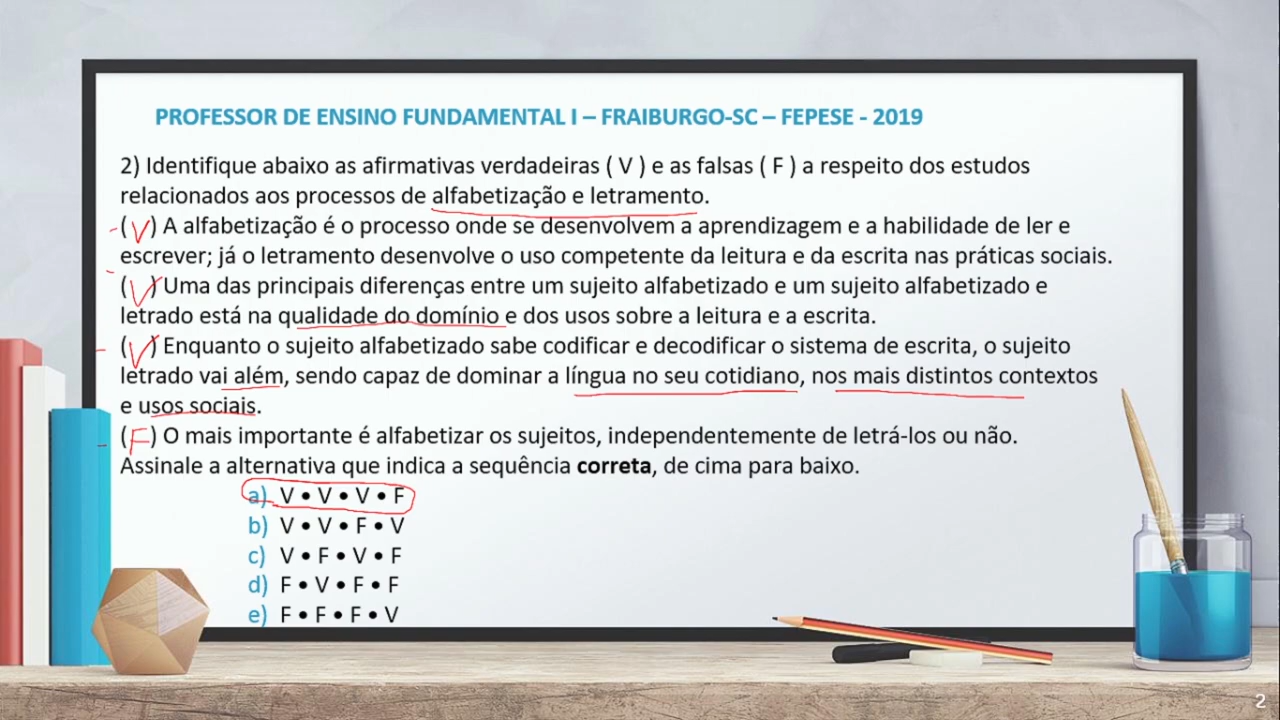 PROFESSOR DE ENSINO FUNDAMENTAL I – FRAIBURGO-SC – FEPESE - 2019
2) Identifique abaixo as afirmativas verdadeiras ( V ) e as falsas ( F ) a respeito dos estudos
relacionados aos processos de alfabetização e letramento.
(V) A alfabetização é o processo onde se desenvolvem a aprendizagem e a habilidade de ler e
escrever; já o letramento desenvolve o uso competente da leitura e da escrita nas práticas sociais.
(V) Uma das principais diferenças entre um sujeito alfabetizado e um sujeito alfabetizado e
letrado está na qualidade do domínio e dos usos sobre a leitura e a escrita.
(V) Enquanto o sujeito alfabetizado sabe codificar e decodificar o sistema de escrita, o sujeito
letrado vai além, sendo capaz de dominar a língua no seu cotidiano, nos mais distintos contextos
e usos sociais.
(F) O mais importante é alfabetizar os sujeitos, independentemente de letrá-los ou não.
Assinale a alternativa que indica a sequência correta, de cima para baixo.
a) V • V • V • F
b) V • V • F • V
c) V • F • V • F
d) F • V • F • F
e) F • F • F • V
2